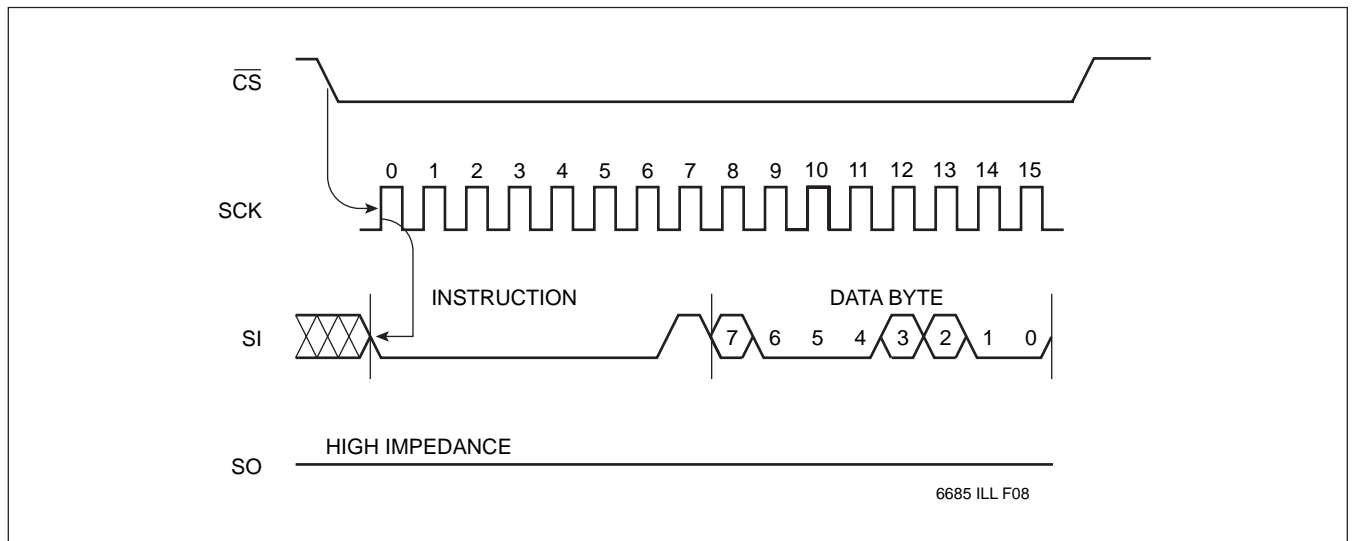 CS
0 1 2 3 4 5 6 7 8 9 10 11 12 13 14 15
SCK
INSTRUCTION DATA BYTE
SI
7 6 5 4 3 2 1 0
HIGH IMPEDANCE
SO
6685 ILL F08